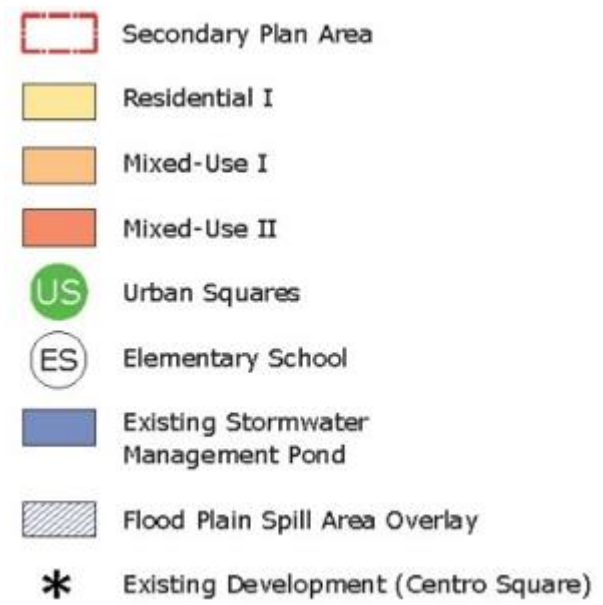 Secondary Plan Area
Residential I
Mixed-Use I
Mixed-Use II
US Urban Squares
ES Elementary School
Existing Stormwater
Management Pond
Flood Plain Spill Area Overlay
* Existing Development (Centro Square)